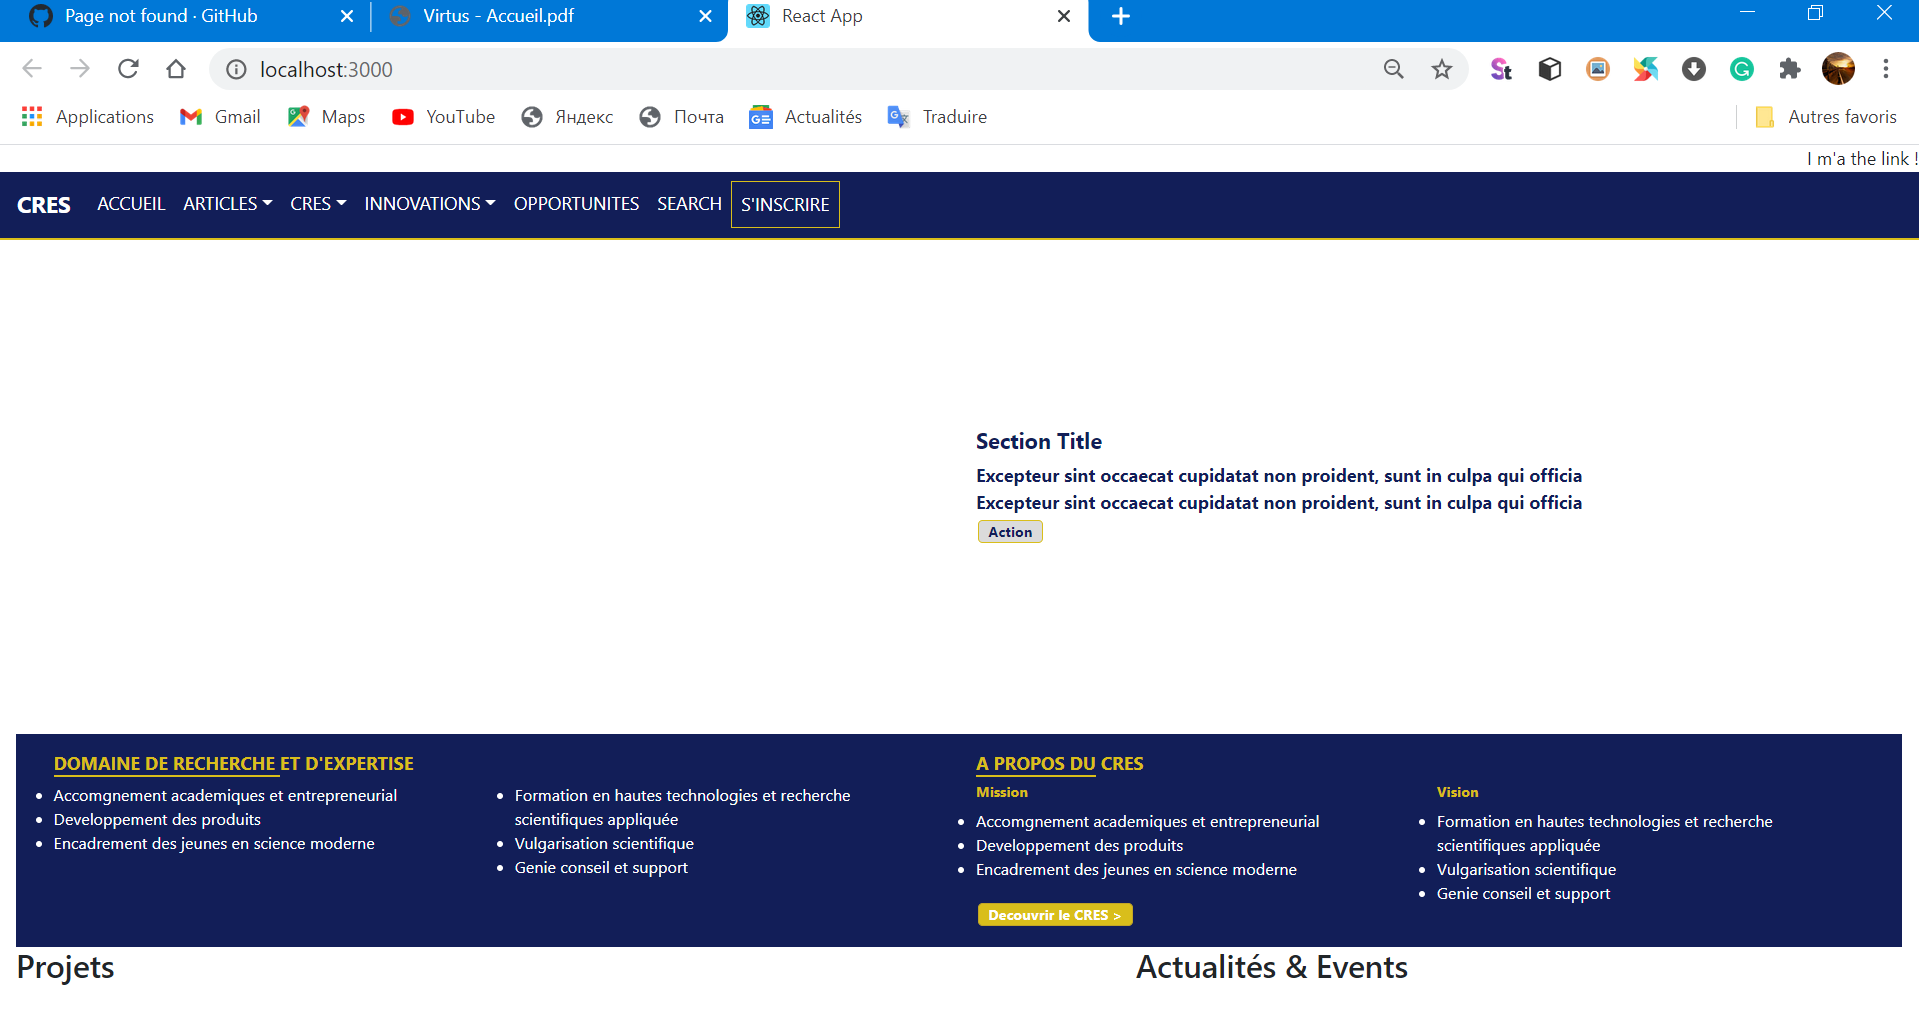 Page not found · GitHub
Virtus - Accueil.pdf
React App
localhost:3000
St
G
Applications
Gmail
Maps
YouTube
Яндекс
Почта
GE
Actualités
G
Traduire
Autres favoris
I m'a the link !
CRES ACCUEIL ARTICLES CRES INNOVATIONS OPPORTUNITES SEARCH S'INSCRIRE
Section Title
Excepteur sint occaecat cupidatat non proident, sunt in culpa qui officia
Excepteur sint occaecat cupidatat non proident, sunt in culpa qui officia
Action
DOMAINE DE RECHERCHE ET D'EXPERTISE
Accomgnement academiques et entrepreneurial
Developpement des produits
Encadrement des jeunes en science moderne
Formation en hautes technologies et recherche
scientifiques appliquée
Vulgarisation scientifique
Genie conseil et support
A PROPOS DU CRES
Mission
Accomgnement academiques et entrepreneurial
Developpement des produits
Encadrement des jeunes en science moderne
Decouvrir le CRES >
Vision
Formation en hautes technologies et recherche
scientifiques appliquée
Vulgarisation scientifique
Genie conseil et support
Projets
Actualités & Events